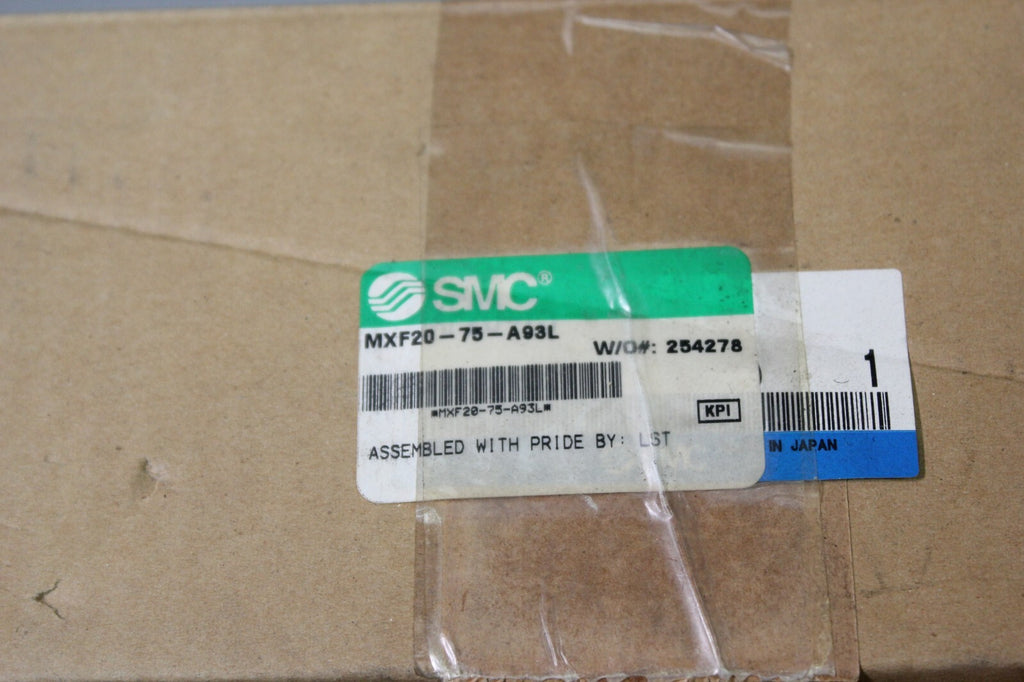 SMC®
MXF20-75-A93L
W/O#: 254278
*MXF20-75-A93L*
KPI
ASSEMBLED WITH PRIDE BY: LST
1
IN JAPAN